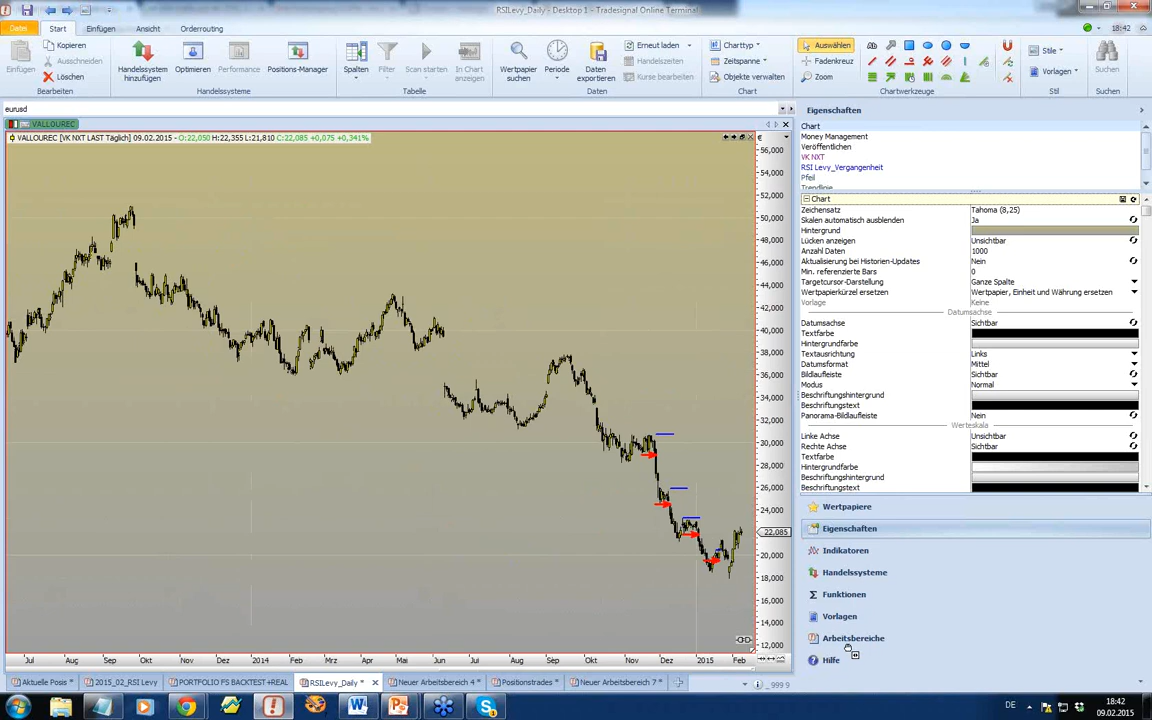 RSILevy_Daily - Desktop 1 - Tradesignal Online Terminal
Datei
Start
Einfügen
Ansicht
Orderrouting
18:42
Einfügen
Kopieren
Ausschneiden
Löschen
Bearbeiten
Handelssystem hinzufügen
Optimieren
Performance
Positions-Manager
Handelssysteme
Spalten
Filter
Scan starten
In Chart anzeigen
Tabelle
Wertpapier suchen
Periode
Daten exportieren
Erneut laden
Handelszeiten
Kurse bearbeiten
Daten
Charttyp
Zeitspanne
Objekte verwalten
Chart
Auswählen
Fadenkreuz
Zoom
Chartwerkzeuge
Stile
Vorlagen
Stil
Suchen
Suchen
eurusd
VALLOUREC
VALLOUREC [VK NXT LAST Täglich] 09.02.2015 - O:22,050 H:22,355 L:21,810 C:22,085 +0,075 +0,341%
€
56,000
54,000
52,000
50,000
48,000
46,000
44,000
42,000
40,000
38,000
36,000
34,000
32,000
30,000
28,000
26,000
24,000
22,085
20,000
18,000
16,000
14,000
12,000
Jul
Aug
Sep
Okt
Nov
Dez
2014
Feb
Mrz
Apr
Mai
Jun
Jul
Aug
Sep
Okt
Nov
Dez
2015
Feb
Eigenschaften
Chart
Money Management
Veröffentlichen
VK NXT
RSI Levy_Vergangenheit
Pfeil
Trendlinie
Chart
Zeichensatz Tahoma (8,25)
Skalen automatisch ausblenden Ja
Hintergrund
Lücken anzeigen Unsichtbar
Anzahl Daten 1000
Aktualisierung bei Historien-Updates Nein
Min. referenzierte Bars 0
Targetcursor-Darstellung Ganze Spalte
Wertpapierkürzel ersetzen Wertpapier, Einheit und Währung ersetzen
Vorlage Keine
Datumsachse
Datumsachse Sichtbar
Textfarbe
Hintergrundfarbe
Textausrichtung Links
Datumsformat Mittel
Bildlaufleiste Sichtbar
Modus Normal
Beschriftungshintergrund
Beschriftungstext
Panorama-Bildlaufleiste Nein
Werteskala
Linke Achse Unsichtbar
Rechte Achse Sichtbar
Textfarbe
Hintergrundfarbe
Beschriftungshintergrund
Beschriftungstext
Wertpapiere
Eigenschaften
Indikatoren
Handelssysteme
Funktionen
Vorlagen
Arbeitsbereiche
Hilfe
Aktuelle Posis *
2015_02_RSI Levy
PORTFOLIO FS BACKTEST +REAL
RSILevy_Daily *
Neuer Arbeitsbereich 4 *
Positionstrades *
Neuer Arbeitsbereich 7 *
_999 9
DE
18:42
09.02.2015